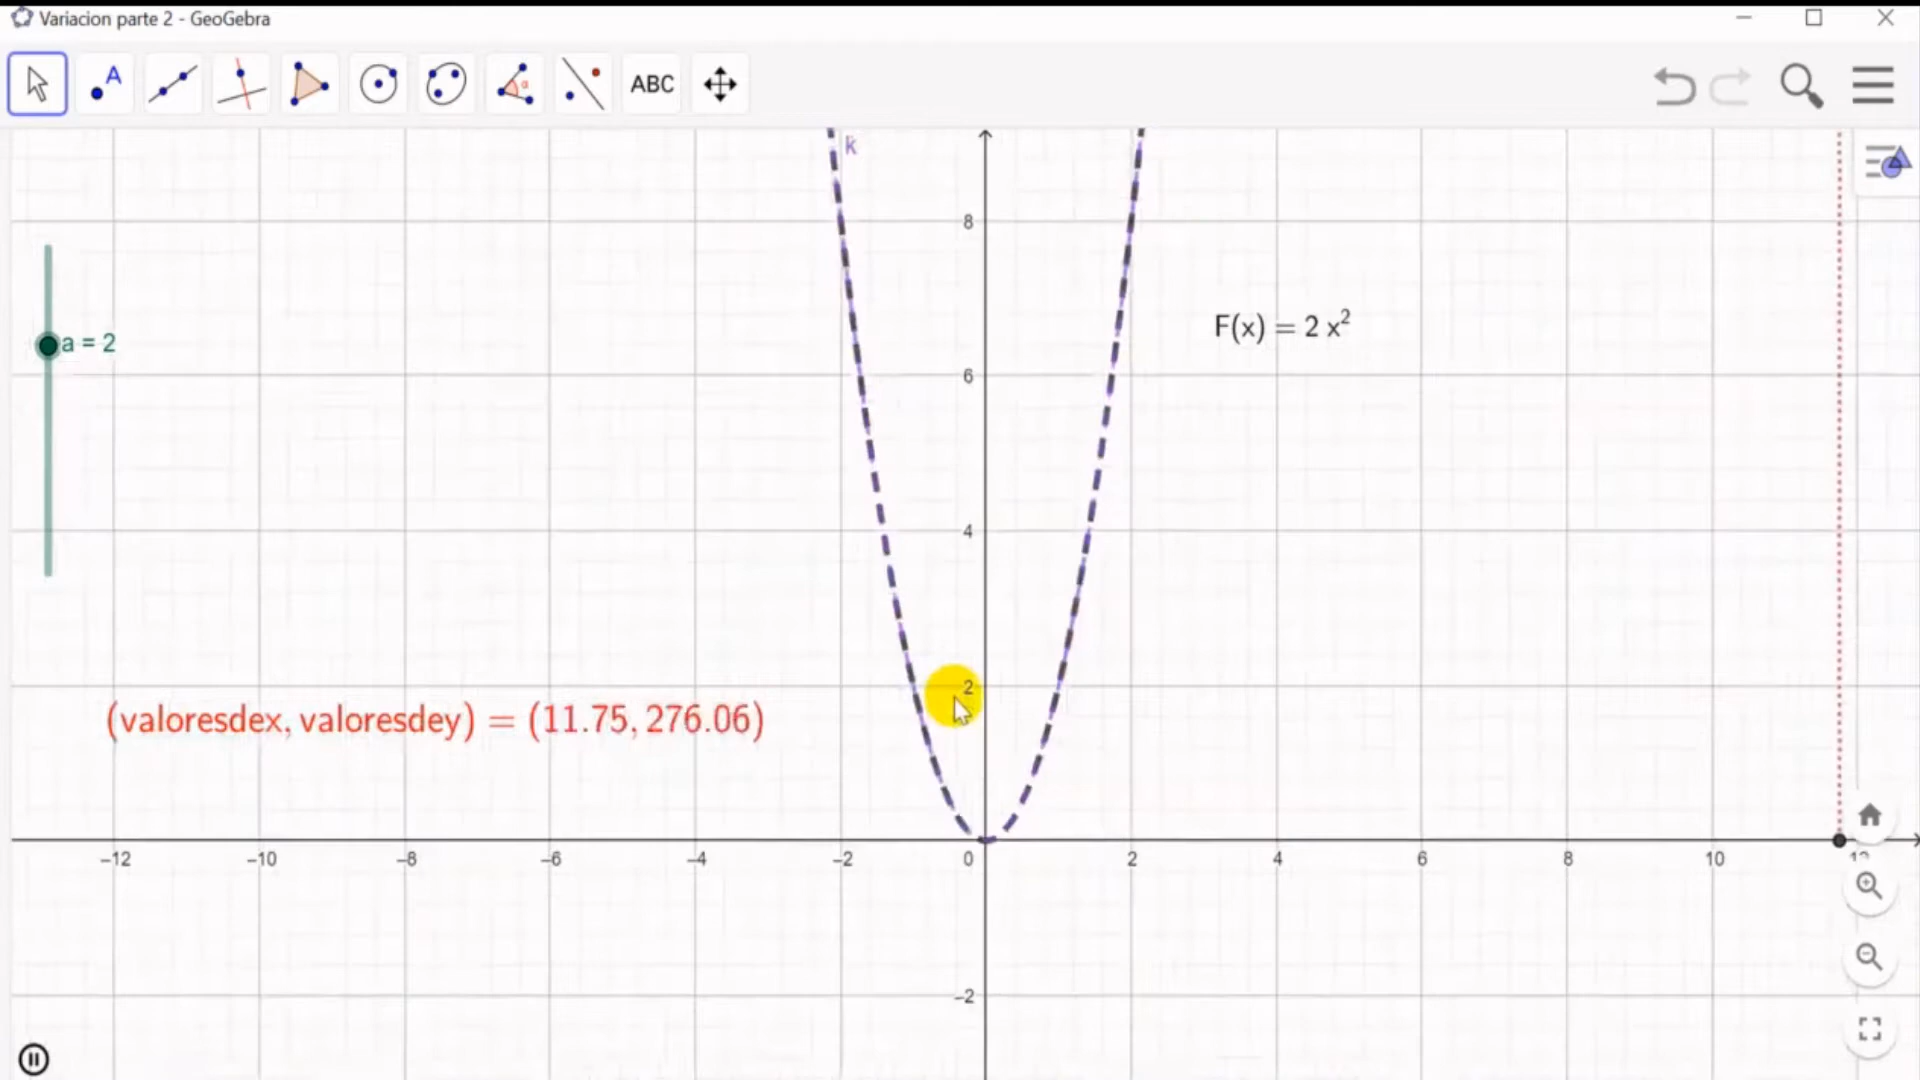 Variacion parte 2 - GeoGebra
A
α
ABC
k
8
a = 2
F(x) = 2 x²
6
4
2
(valoresdex, valoresdey) = (11.75, 276.06)
−12
−10
−8
−6
−4
−2
0
2
4
6
8
10
−2